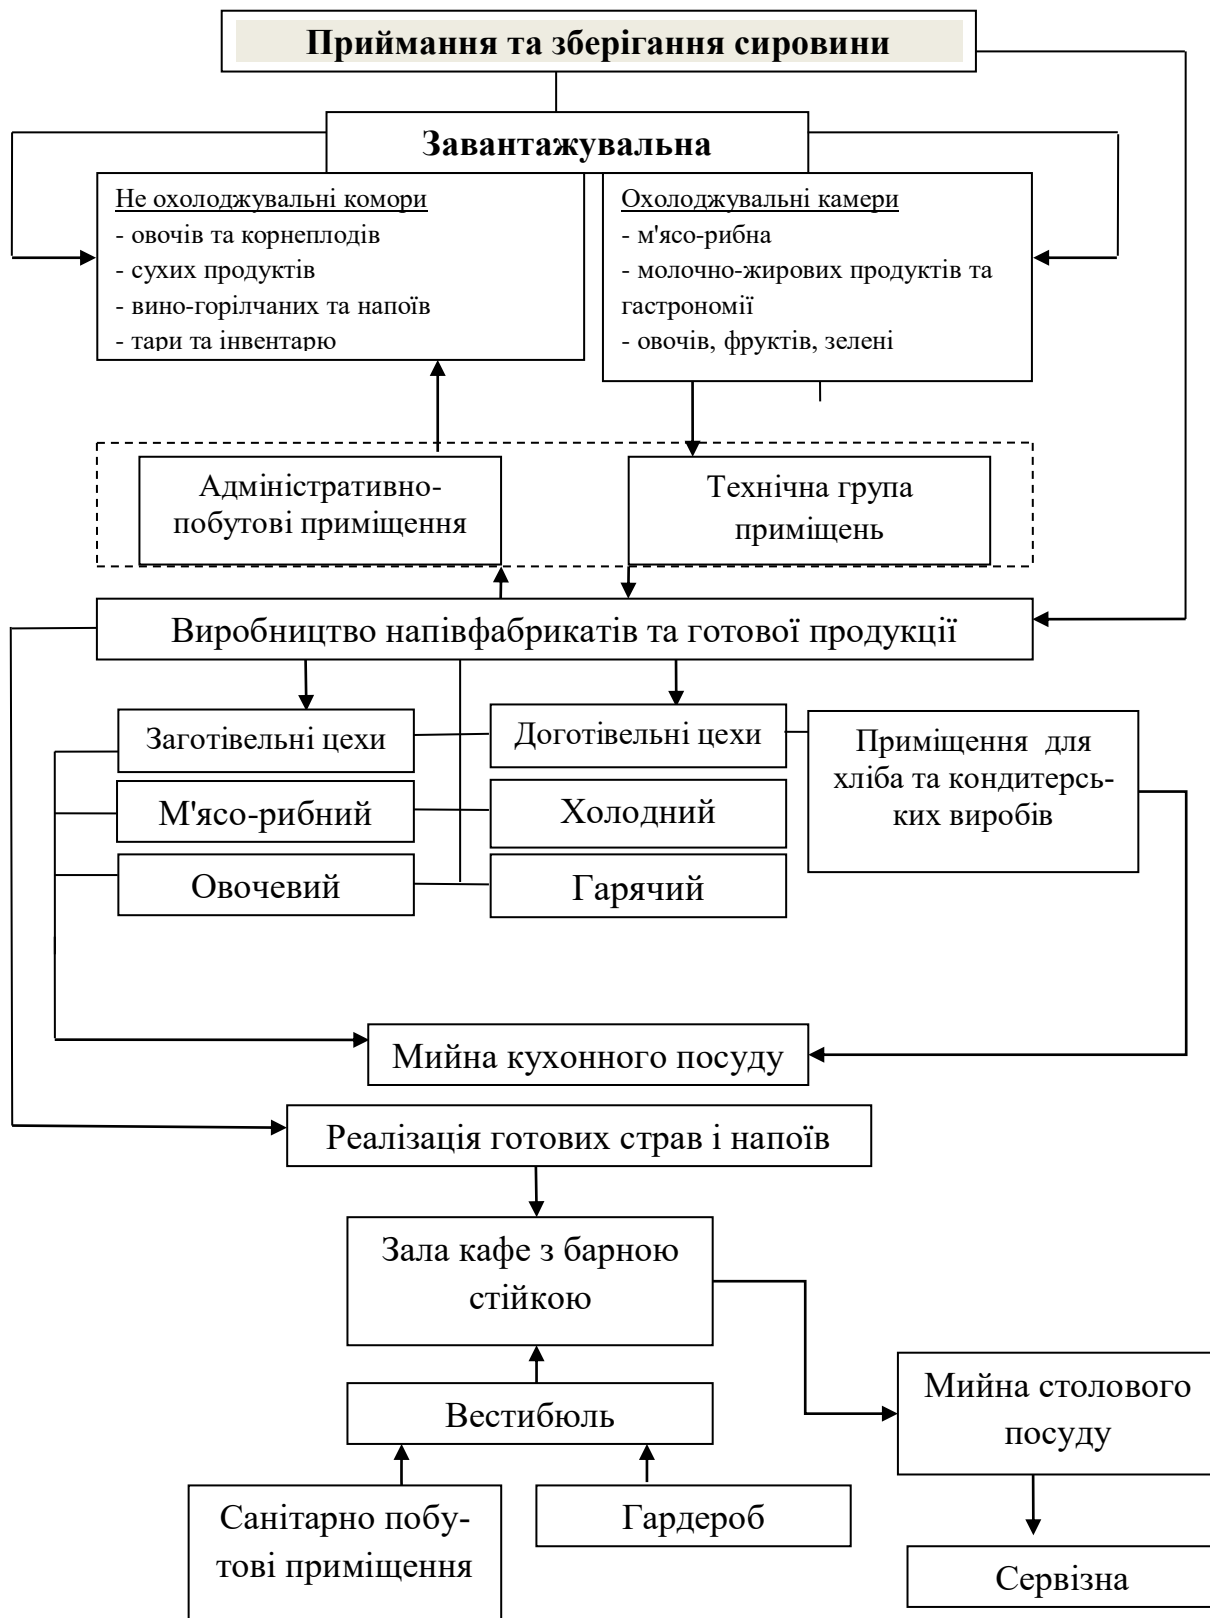 Приймання та зберігання сировини
Завантажувальна
Не охолоджувальні комори
- овочів та корнеплодів
- сухих продуктів
- вино-горілчаних та напоїв
- тари та інвентарю
Охолоджувальні камери
- м'ясо-рибна
- молочно-жирових продуктів та
гастрономії
- овочів, фруктів, зелені
Адміністративно-
побутові приміщення
Технічна група
приміщень
Виробництво напівфабрикатів та готової продукції
Заготівельні цехи
Доготівельні цехи
Приміщення для
хліба та кондитерсь-
ких виробів
М'ясо-рибний
Холодний
Овочевий
Гарячий
Мийна кухонного посуду
Реалізація готових страв і напоїв
Зала кафе з барною
стійкою
Вестибюль
Мийна столового
посуду
Санітарно побу-
тові приміщення
Гардероб
Сервізна